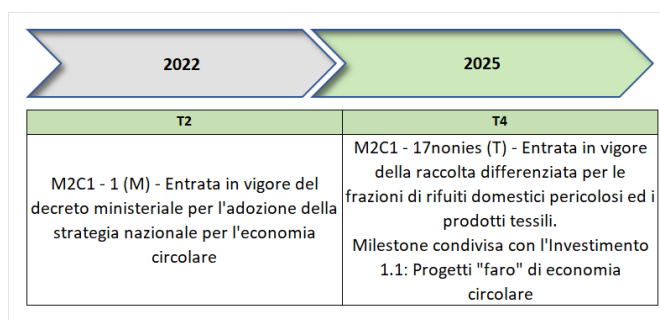 2022
2025
T2
T4
M2C1 - 1 (M) - Entrata in vigore del
decreto ministeriale per l'adozione della
strategia nazionale per l'economia
circolare
M2C1 - 17nonies (T) - Entrata in vigore
della raccolta differenziata per le
frazioni di rifiuti domestici pericolosi ed i
prodotti tessili.
Milestone condivisa con l'Investimento
1.1: Progetti "faro" di economia
circolare